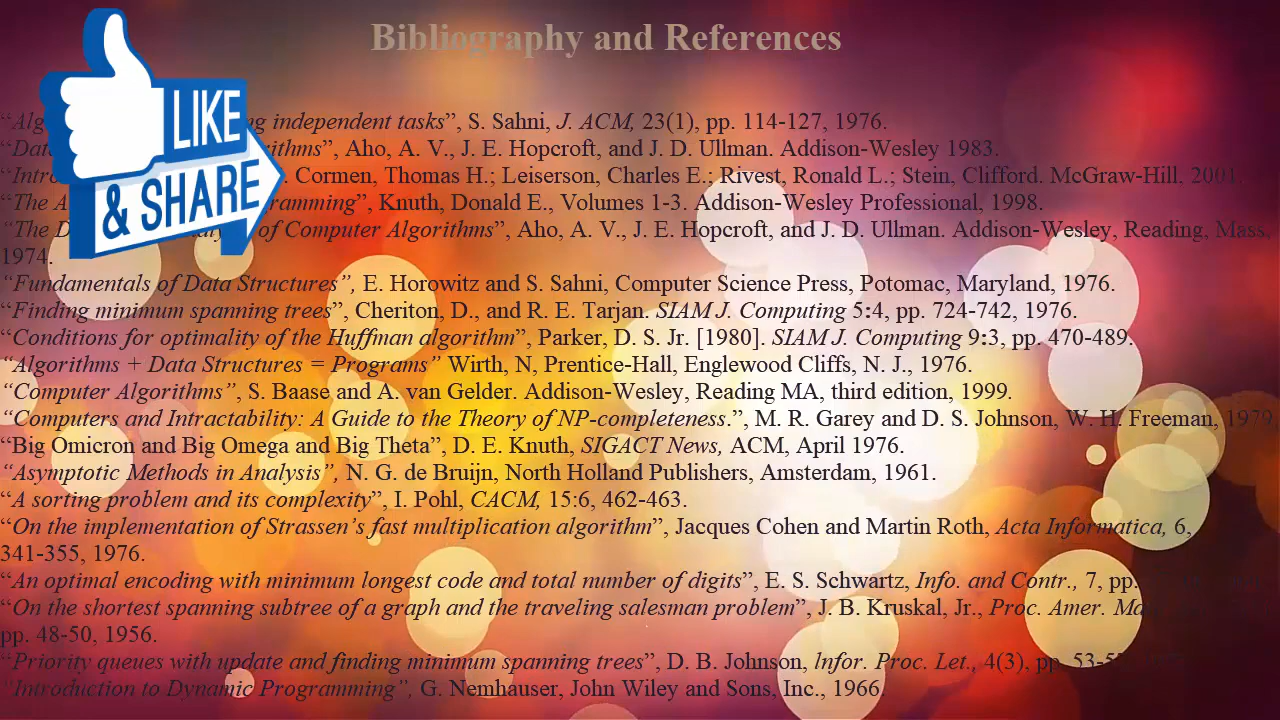 Bibliography and References
LIKE
& SHARE
“Alg ng independent tasks”, S. Sahni, J. ACM, 23(1), pp. 114-127, 1976.
“Data rithms”, Aho, A. V., J. E. Hopcroft, and J. D. Ullman. Addison-Wesley 1983.
“Intro . Cormen, Thomas H.; Leiserson, Charles E.; Rivest, Ronald L.; Stein, Clifford. McGraw-Hill, 2001.
“The A gramming”, Knuth, Donald E., Volumes 1-3. Addison-Wesley Professional, 1998.
“The D of Computer Algorithms”, Aho, A. V., J. E. Hopcroft, and J. D. Ullman. Addison-Wesley, Reading, Mass,
1974.
“Fundamentals of Data Structures”, E. Horowitz and S. Sahni, Computer Science Press, Potomac, Maryland, 1976.
“Finding minimum spanning trees”, Cheriton, D., and R. E. Tarjan. SIAM J. Computing 5:4, pp. 724-742, 1976.
“Conditions for optimality of the Huffman algorithm”, Parker, D. S. Jr. [1980]. SIAM J. Computing 9:3, pp. 470-489.
“Algorithms + Data Structures = Programs” Wirth, N, Prentice-Hall, Englewood Cliffs, N. J., 1976.
“Computer Algorithms”, S. Baase and A. van Gelder. Addison-Wesley, Reading MA, third edition, 1999.
“Computers and Intractability: A Guide to the Theory of NP-completeness.”, M. R. Garey and D. S. Johnson, W. H. Freeman, 1979.
“Big Omicron and Big Omega and Big Theta”, D. E. Knuth, SIGACT News, ACM, April 1976.
“Asymptotic Methods in Analysis”, N. G. de Bruijn, North Holland Publishers, Amsterdam, 1961.
“A sorting problem and its complexity”, I. Pohl, CACM, 15:6, 462-463.
“On the implementation of Strassen’s fast multiplication algorithm”, Jacques Cohen and Martin Roth, Acta Informatica, 6,
341-355, 1976.
“An optimal encoding with minimum longest code and total number of digits”, E. S. Schwartz, Info. and Contr., 7, pp.
“On the shortest spanning subtree of a graph and the traveling salesman problem”, J. B. Kruskal, Jr., Proc. Amer.
pp. 48-50, 1956.
“Priority queues with update and finding minimum spanning trees”, D. B. Johnson, lnfor. Proc. Let., 4(3), pp.
“Introduction to Dynamic Programming”, G. Nemhauser, John Wiley and Sons, Inc., 1966.